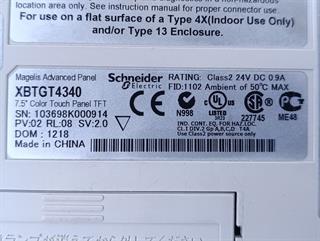 location area only. See instruction manual for proper connector use.
For use on a flat surface of a Type 4X(Indoor Use Only)
and/or Type 13 Enclosure.
Magelis Advanced Panel
XBTGT4340
7.5" Color Touch Panel TFT
SN: 103698K000914
PV:02 RL:08 SV:2.0
DOM : 1218
Made in CHINA
Schneider
Electric
RATING: Class2 24V DC 0.9A
FID:1102 Ambient of 50°C MAX
N998
LISTED
227745
ME48
IND. CONT. EQ. FOR HAZ.LOC.
CL I DIV.2 Gp A,B,C,D T4A
Under the Conditions of Use